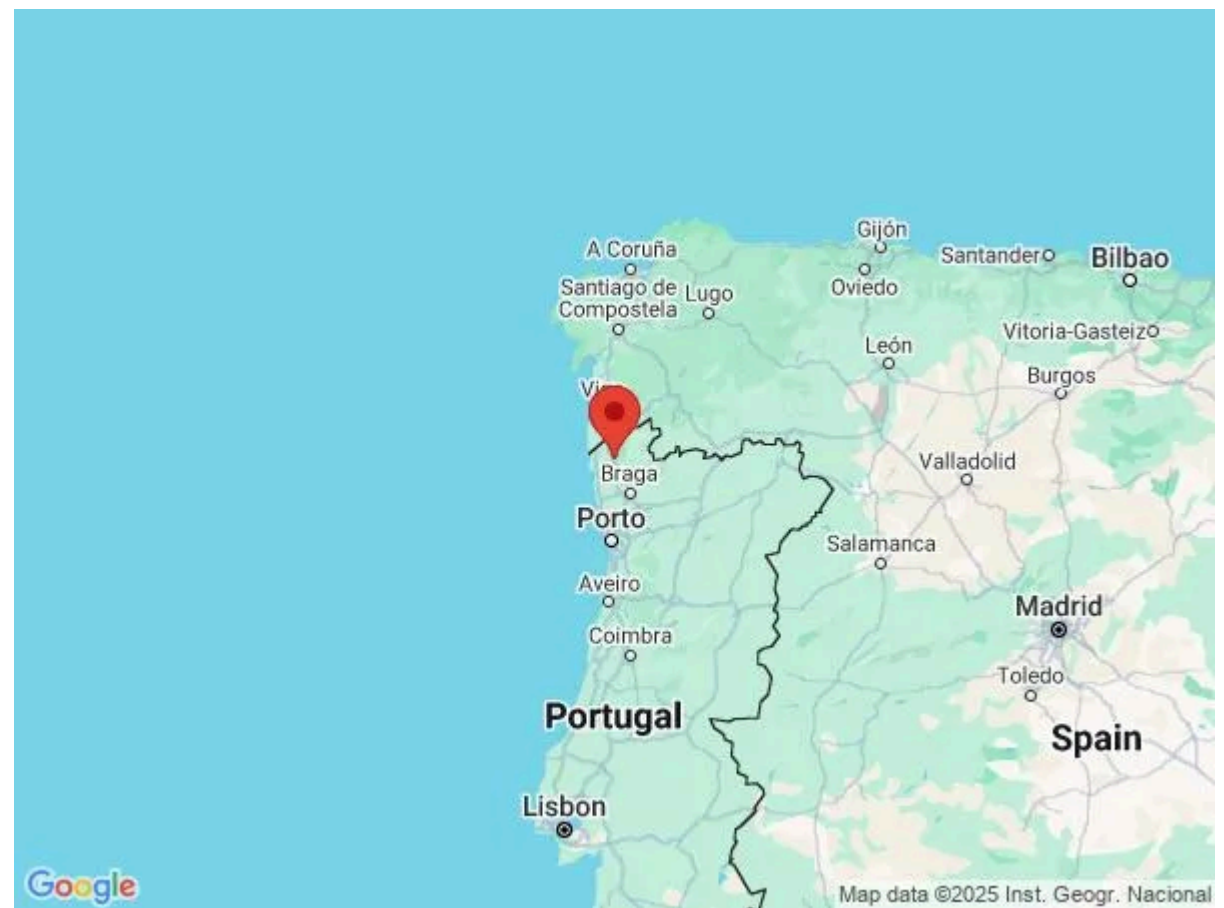 Gijón
A Coruña
Santander
Bilbao
Santiago de
Compostela
Lugo
Oviedo
Vitoria-Gasteiz
León
Burgos
Valladolid
Braga
Porto
Salamanca
Aveiro
Madrid
Coimbra
Toledo
Portugal
Spain
Lisbon
Google
Map data ©2025 Inst. Geogr. Nacional